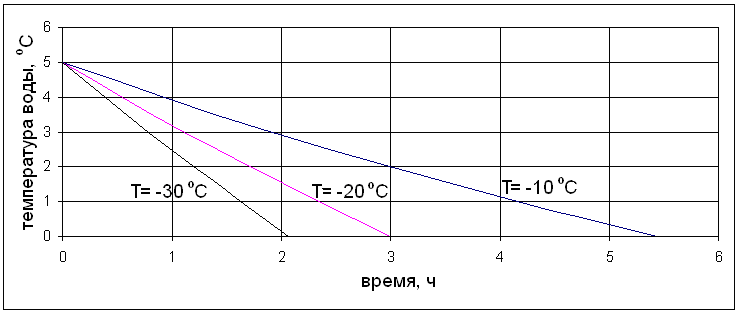 температура воды, °C
6
5
4
3
2
1
0
T= -30 °C
T= -20 °C
T= -10 °C
0 1 2 3 4 5 6
время, ч